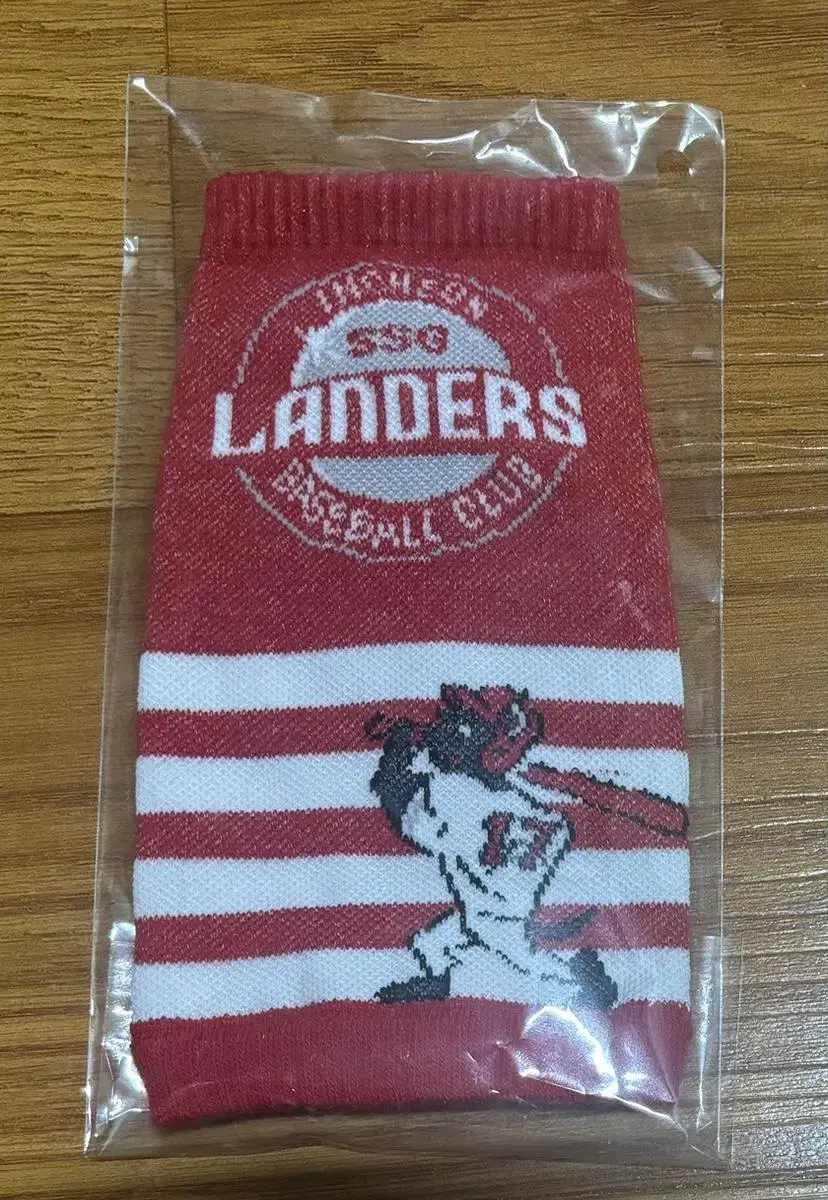 INCHEON
SSG
LANDERS
BASEBALL CLUB
17